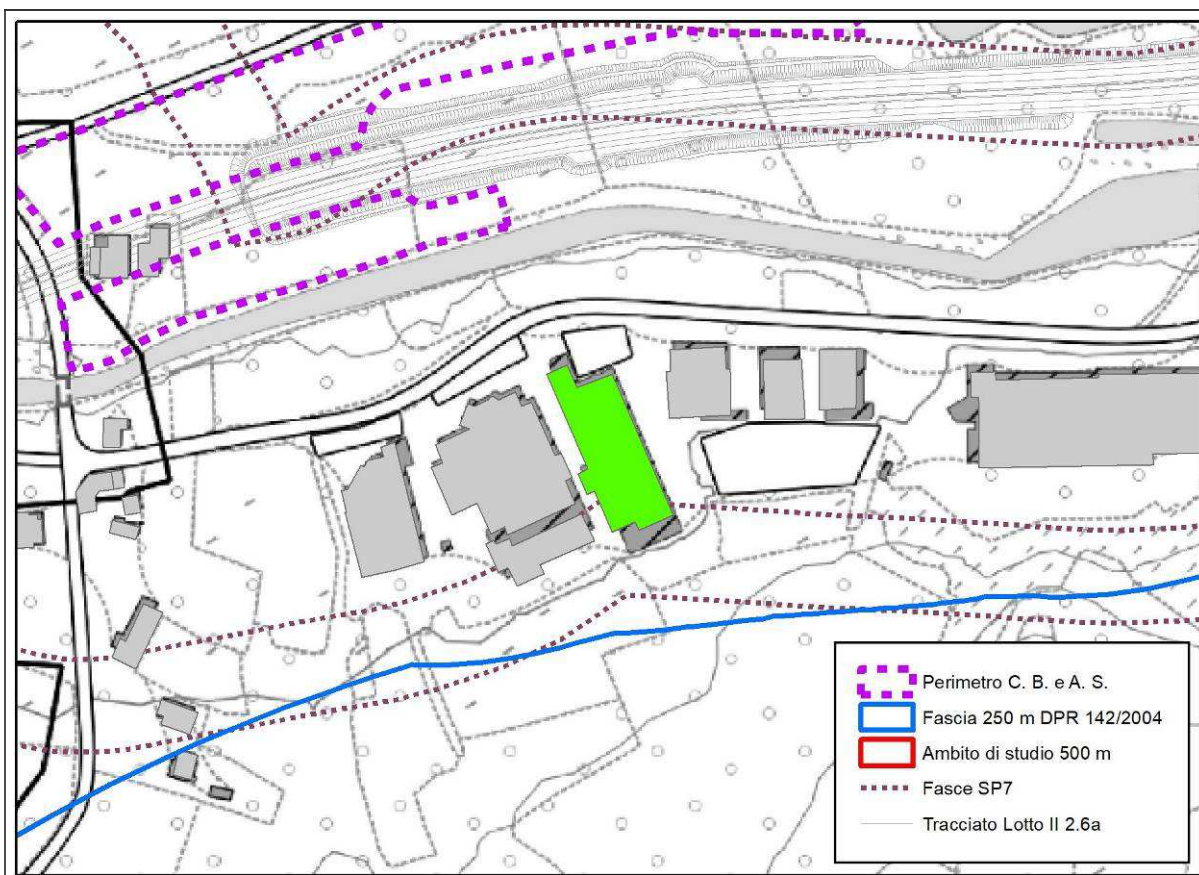 Perimetro C. B. e A. S.
Fascia 250 m DPR 142/2004
Ambito di studio 500 m
Fasce SP7
Tracciato Lotto II 2.6a